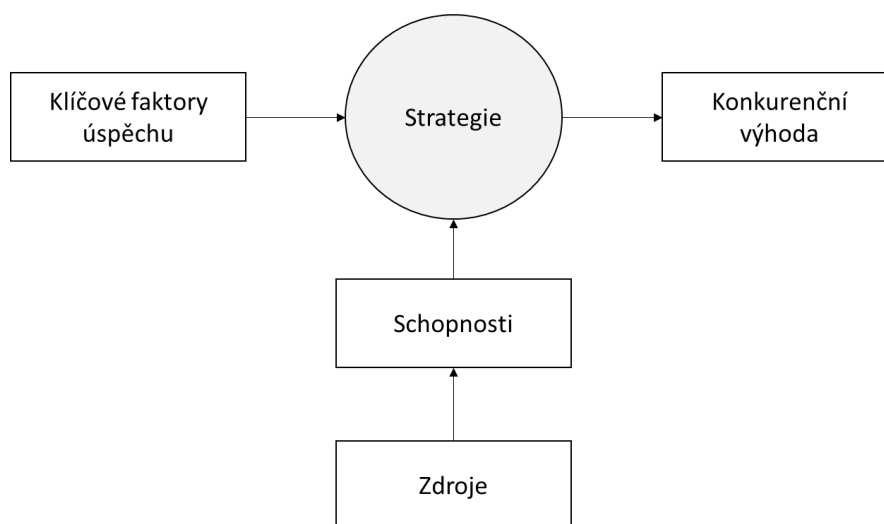 Klíčové faktory
úspěchu
Strategie
Konkurenční
výhoda
Schopnosti
Zdroje